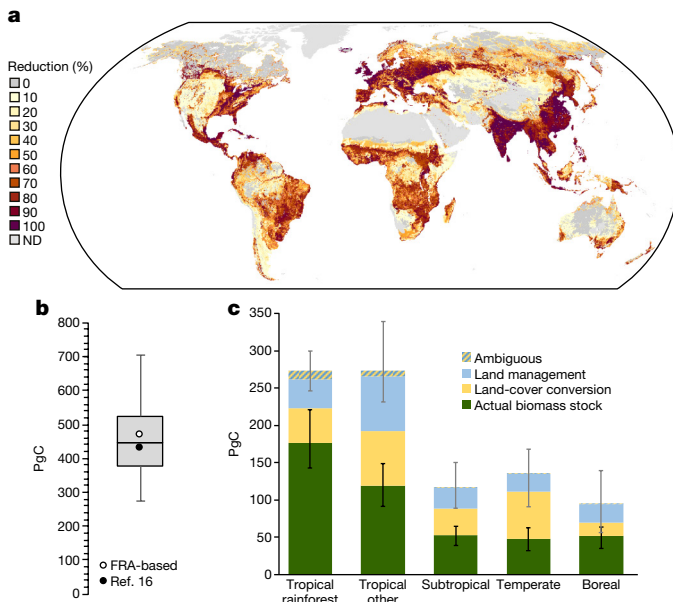 a
Reduction (%)
0
10
20
30
40
50
60
70
80
90
100
ND
b
800
700
600
500
400
300
200
100
0
PgC
FRA-based
Ref. 16
c
350
300
250
200
150
100
50
0
PgC
Ambiguous
Land management
Land-cover conversion
Actual biomass stock
Tropical
rainforest
Tropical
other
Subtropical
Temperate
Boreal